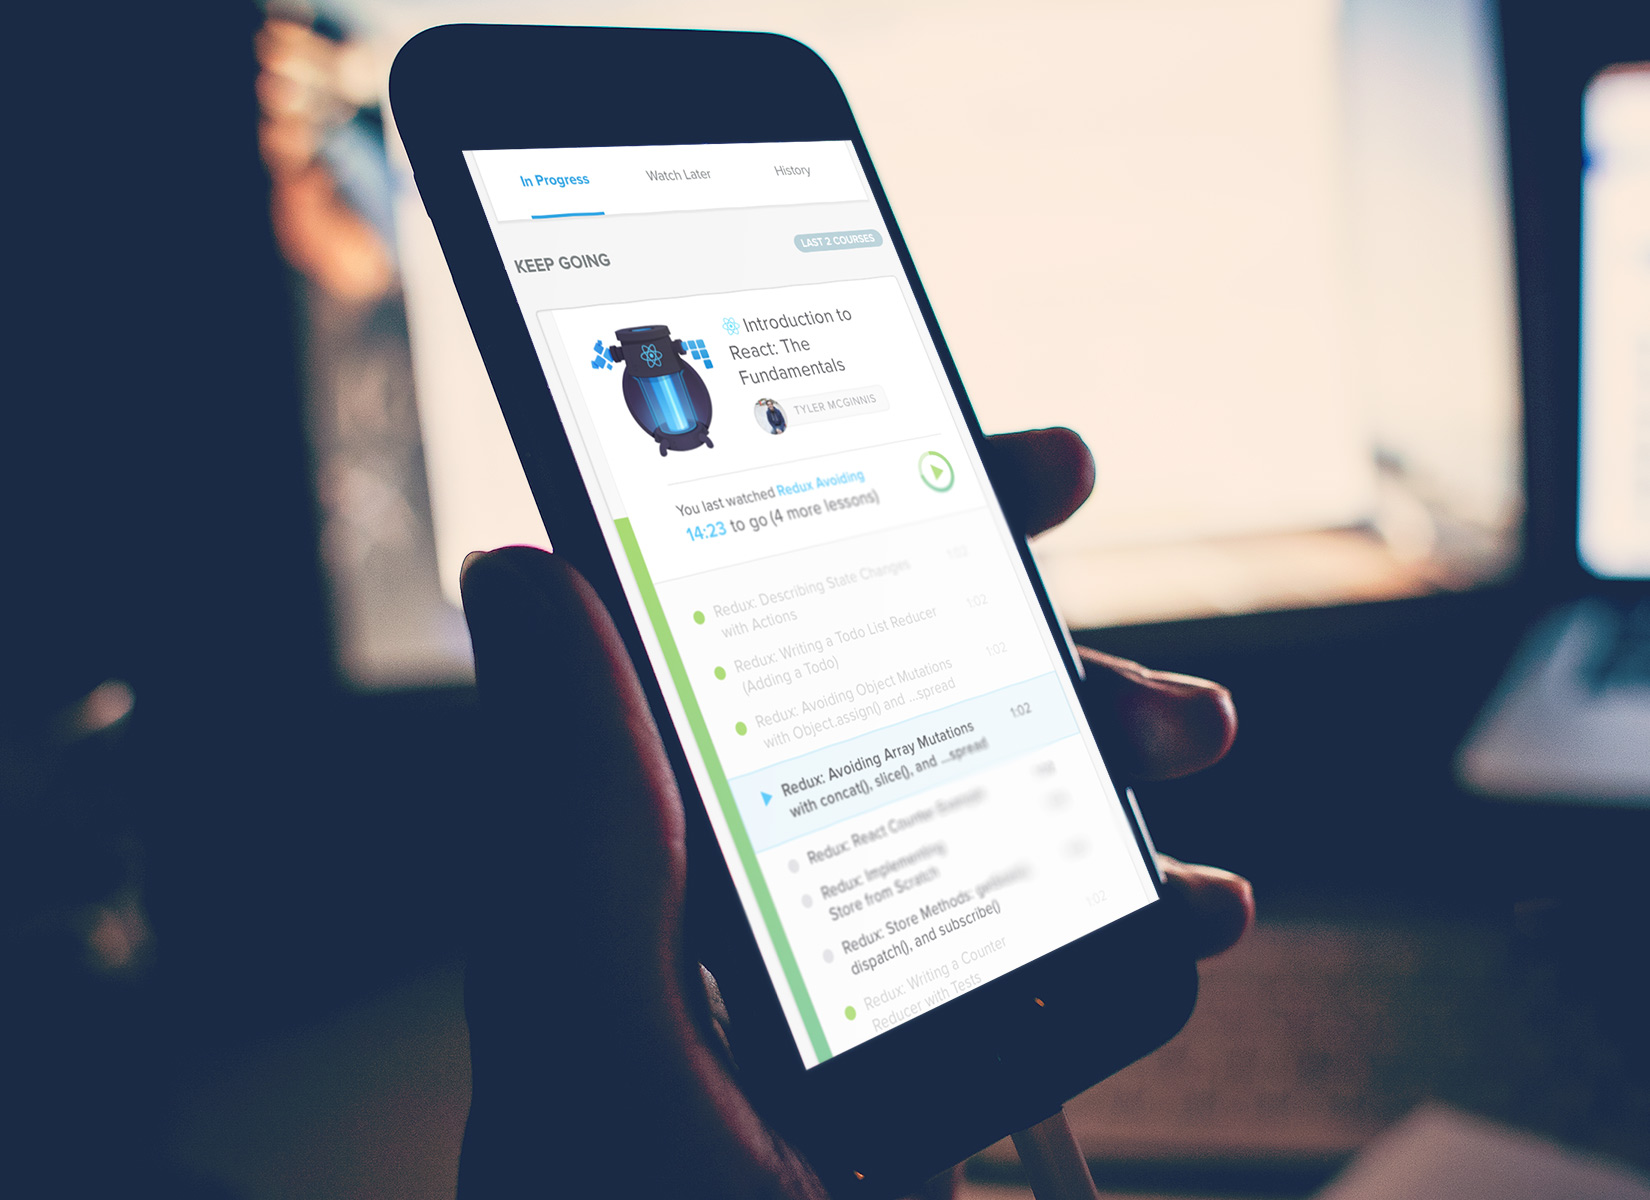 In Progress
Watch Later
History
KEEP GOING
LAST 2 COURSES
Introduction to
React: The
Fundamentals
TYLER MCGINNIS
You last watched Redux Avoiding
14:23 to go (4 more lessons)
Redux: Describing State Changes 1:02
with Actions
Redux: Writing a Todo List Reducer 1:02
(Adding a Todo)
Redux: Avoiding Object Mutations 1:02
with Object.assign() and ...spread
Redux: Avoiding Array Mutations 1:02
with concat(), slice(), and ...spread
Redux: React Counter
Redux: Implementing
Store from Scratch
Redux: Store Methods:
dispatch(), and subscribe()
Redux: Writing a Counter 1:02
Reducer with Tests